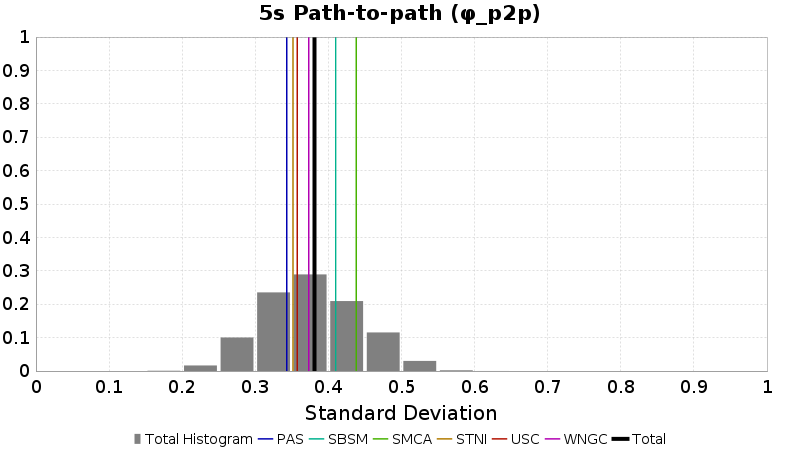 5s Path-to-path (φ_p2p)
1
0.9
0.8
0.7
0.6
0.5
0.4
0.3
0.2
0.1
0
0 0.1 0.2 0.3 0.4 0.5 0.6 0.7 0.8 0.9 1
Standard Deviation
Total Histogram PAS SBSM SMCA STNI USC WNGC Total